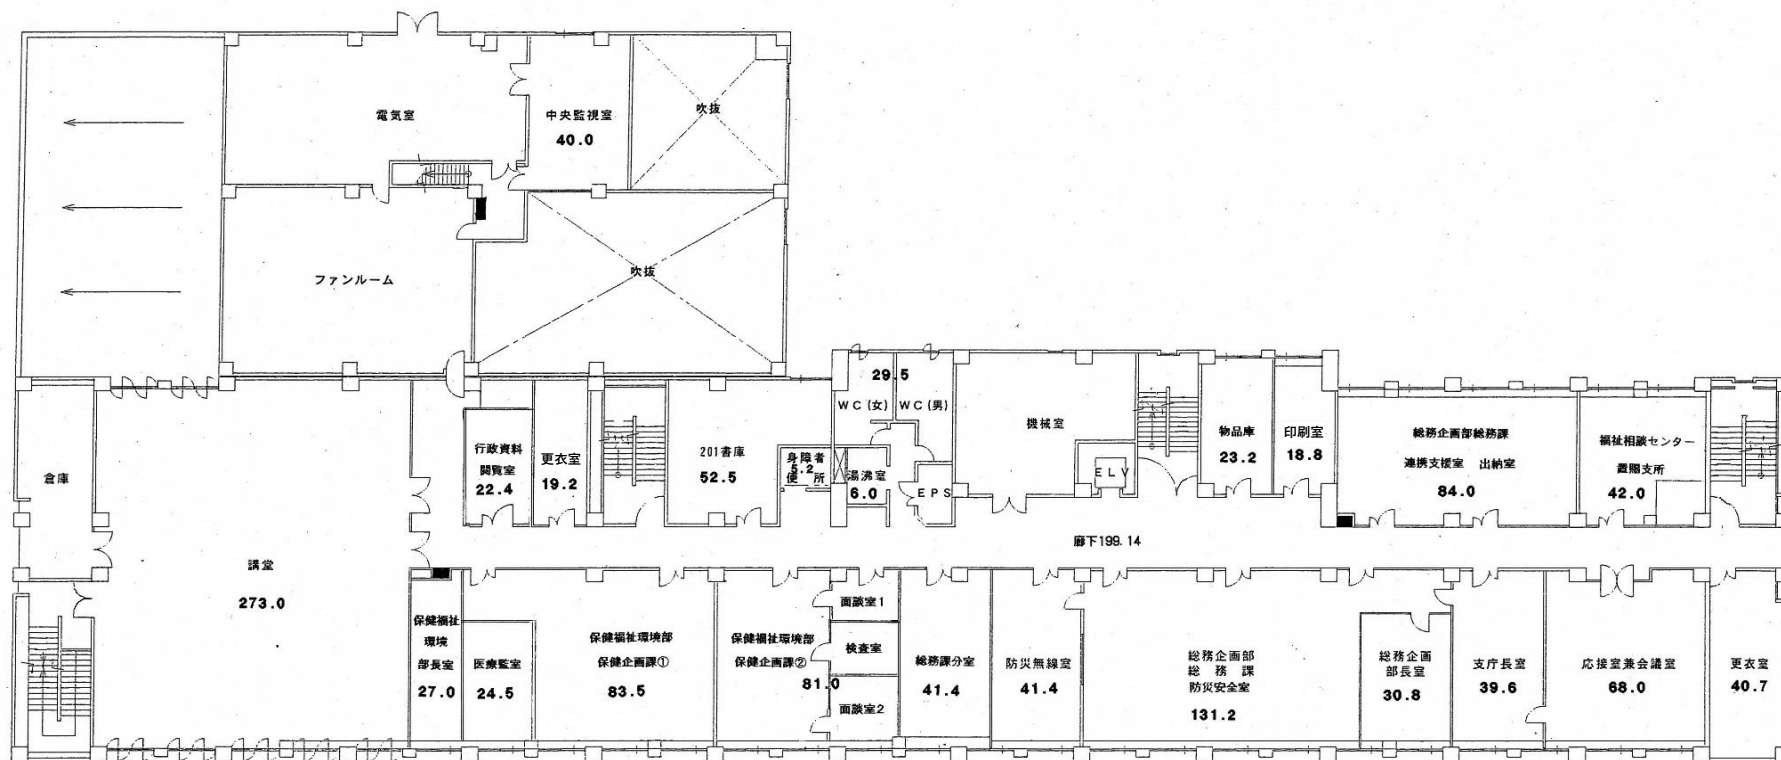 電気室
中央監視室
40.0
吹抜
ファンルーム
吹抜
倉庫
講堂
273.0
行政資料
閲覧室
22.4
更衣室
19.2
201書庫
52.5
身障者
5.2
便 所
29.5
WC(女)
WC(男)
湯沸室
6.0
EPS
機械室
ELV
物品庫
23.2
印刷室
18.8
総務企画部総務課
連携支援室 出納室
84.0
福祉相談センター
置賜支所
42.0
廊下199.14
保健福祉
環境
部長室
27.0
医療監室
24.5
保健福祉環境部
保健企画課①
83.5
保健福祉環境部
保健企画課②
81.0
面談室1
検査室
面談室2
総務課分室
41.4
防災無線室
41.4
総務企画部
総 務 課
防災安全室
131.2
総務企画
部長室
30.8
支庁長室
39.6
応接室兼会議室
68.0
更衣室
40.7